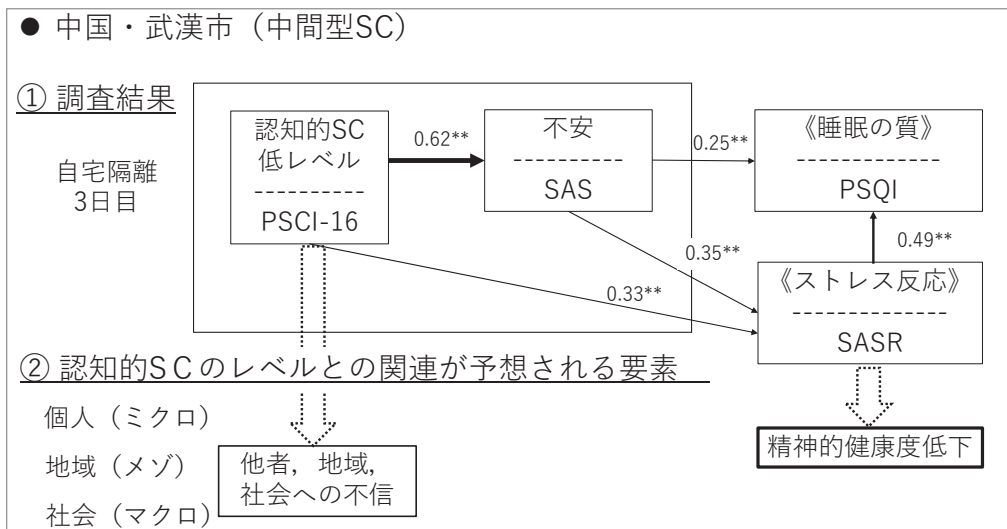 ● 中国・武漢市（中間型SC）
① 調査結果
自宅隔離
3日目
認知的SC
低レベル
----------
PSCI-16
0.62**
不安
----------
SAS
0.25**
《睡眠の質》
--------------
PSQI
0.35**
0.33**
0.49**
《ストレス反応》
--------------
SASR
② 認知的SCのレベルとの関連が予想される要素
個人（ミクロ）
地域（メゾ）
社会（マクロ）
他者，地域，
社会への不信
精神的健康度低下